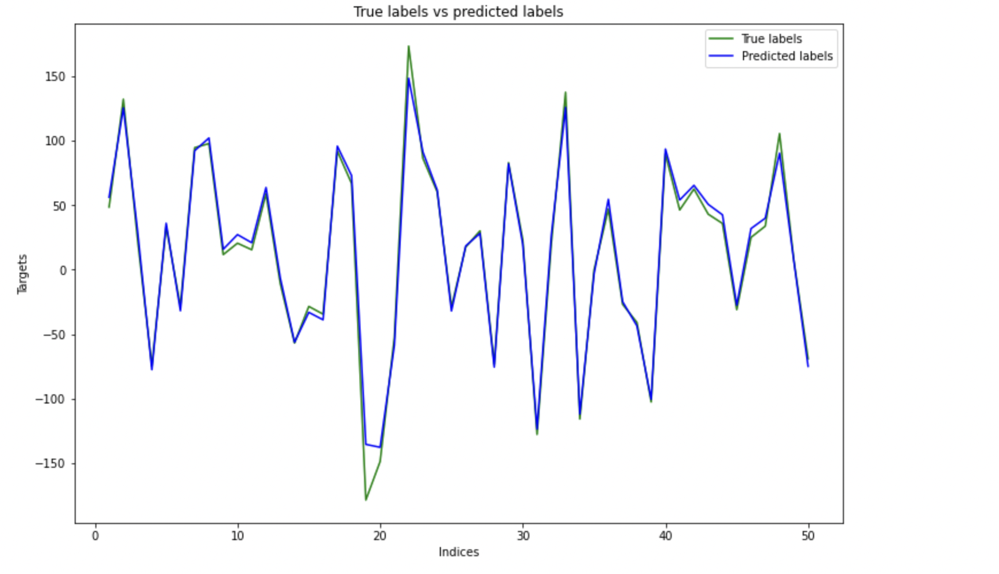 True labels vs predicted labels
True labels
Predicted labels
150
100
50
0
−50
−100
−150
Targets
0 10 20 30 40 50
Indices